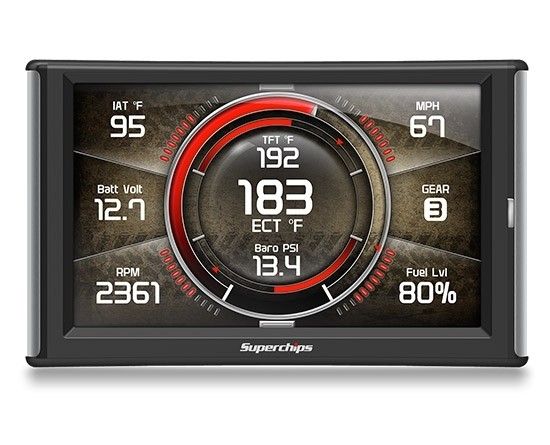 IAT °F
95
Batt Volt
12.7
RPM
2361
TFT °F
192
183
ECT °F
Baro PSI
13.4
MPH
67
GEAR
3
Fuel Lvl
80%
Superchips